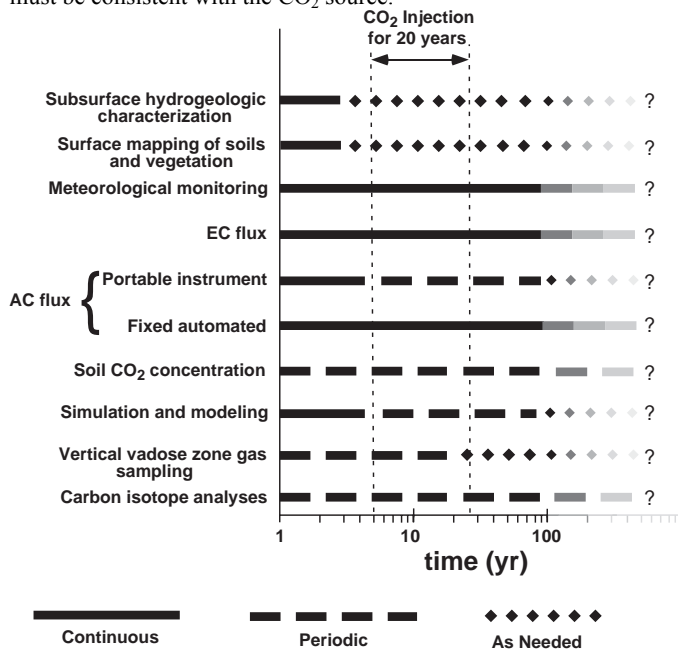 must be consistent with the CO2 source.
CO2 Injection
for 20 years
Subsurface hydrogeologic
characterization
?
Surface mapping of soils
and vegetation
?
Meteorological monitoring
?
EC flux
?
AC flux {
Portable instrument
?
Fixed automated
?
Soil CO2 concentration
?
Simulation and modeling
?
Vertical vadose zone gas
sampling
?
Carbon isotope analyses
?
1 10 100
time (yr)
Continuous
Periodic
As Needed